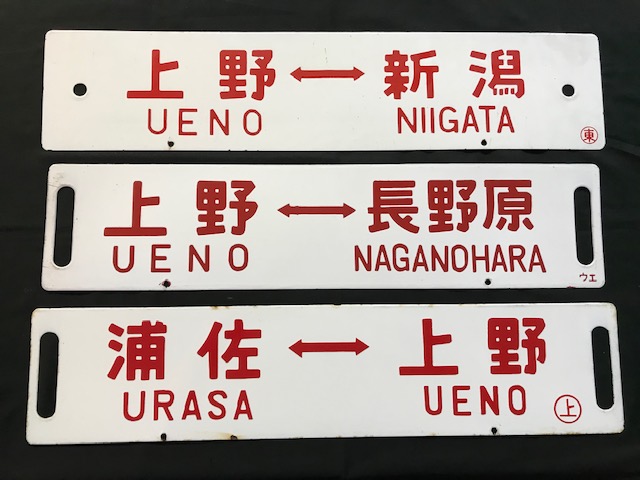 上野↔新潟
UENO NIIGATA
㊍東
上野↔長野原
UENO NAGANOHARA
ウエ
浦佐↔上野
URASA UENO
㊤